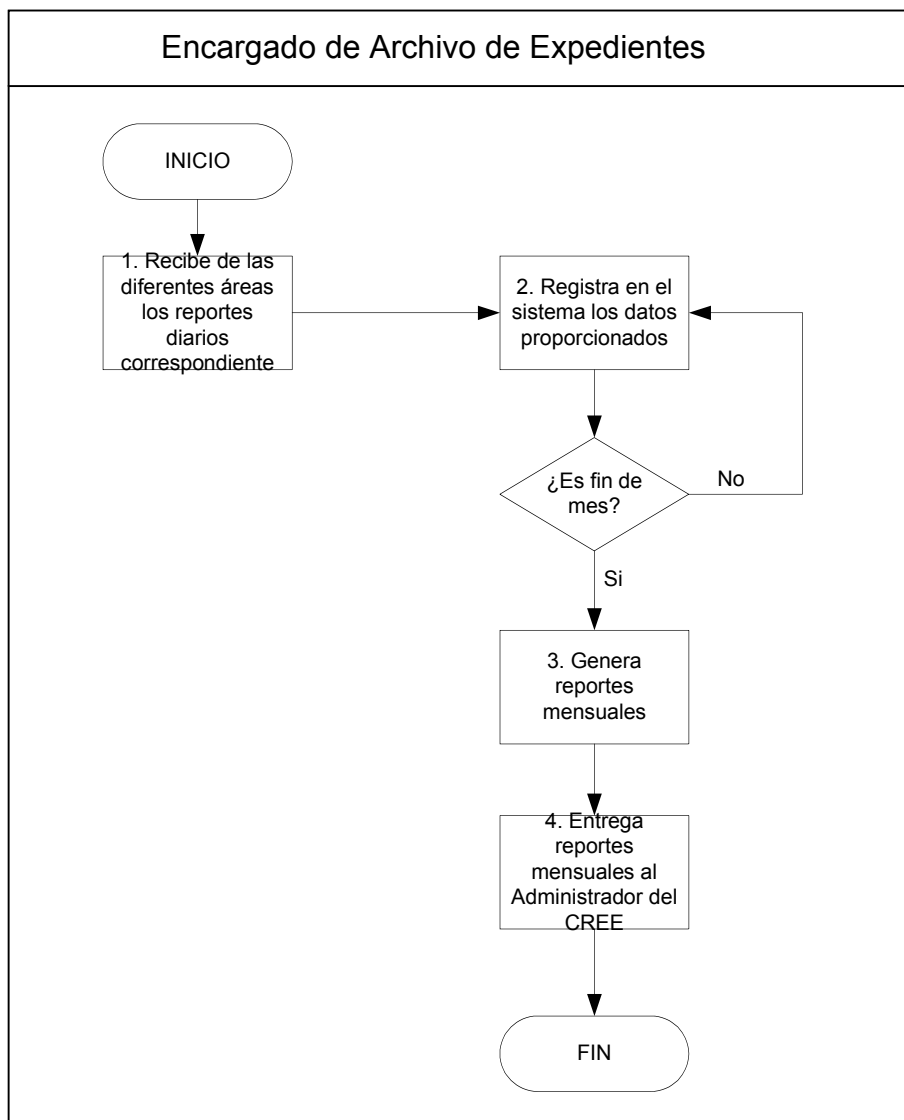 Encargado de Archivo de Expedientes
INICIO
1. Recibe de las
diferentes áreas
los reportes
diarios
correspondiente
2. Registra en el
sistema los datos
proporcionados
¿Es fin de
mes?
No
Si
3. Genera
reportes
mensuales
4. Entrega
reportes
mensuales al
Administrador del
CREE
FIN